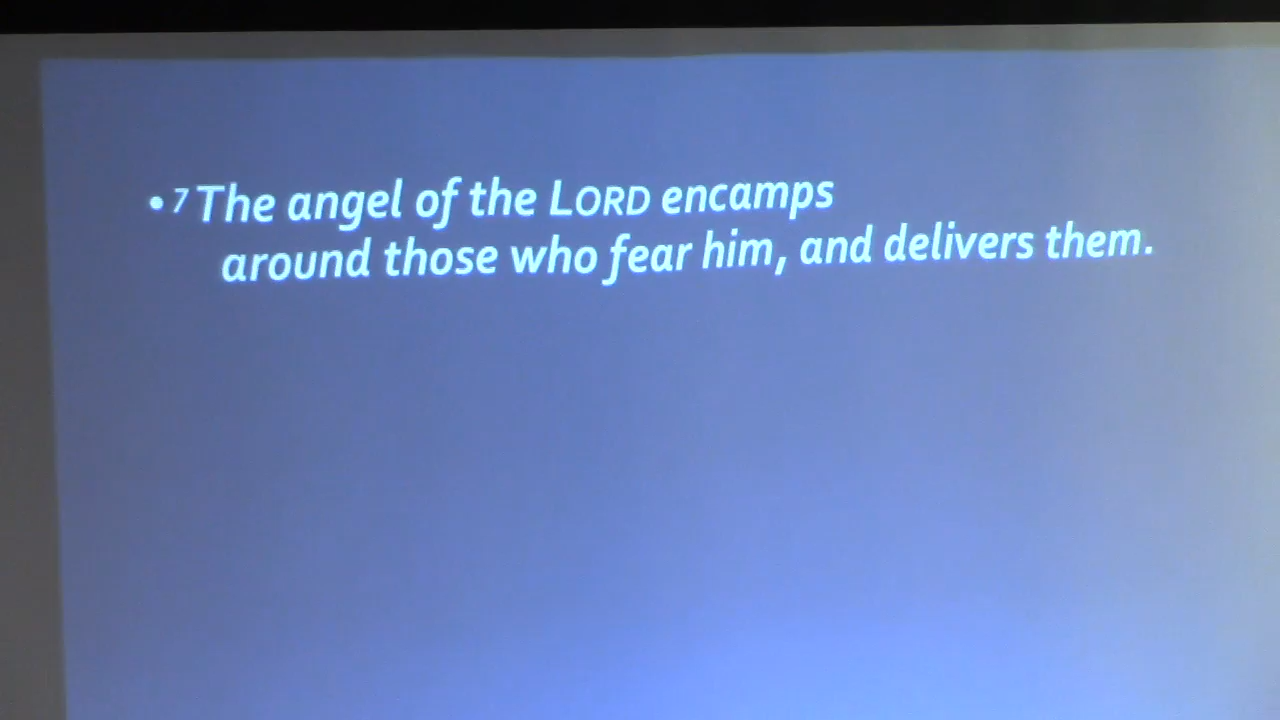 • 7 The angel of the LORD encamps
around those who fear him, and delivers them.